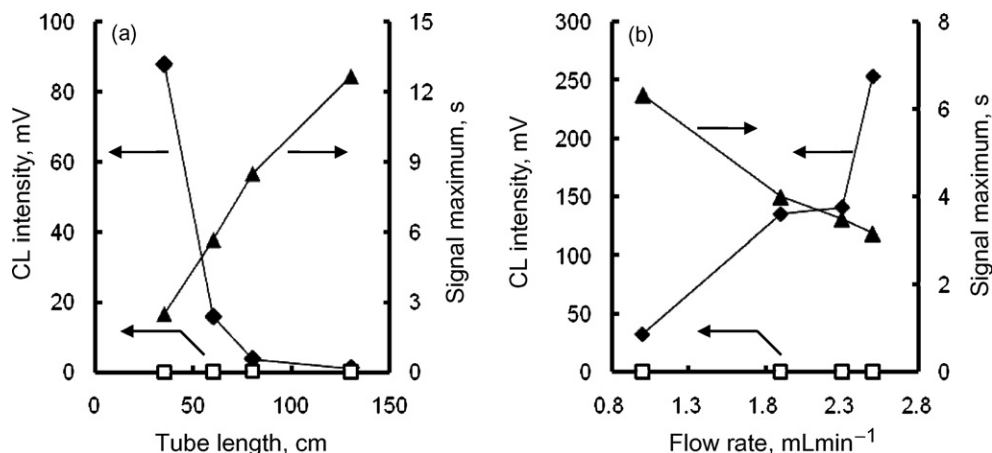 (a)
CL intensity, mV
100
80
60
40
20
0
15
12
9
6
3
0
Signal maximum, s
0 50 100 150
Tube length, cm
(b)
CL intensity, mV
300
250
200
150
100
50
0
8
6
4
2
0
Signal maximum, s
0.8 1.3 1.8 2.3 2.8
Flow rate, mLmin⁻¹